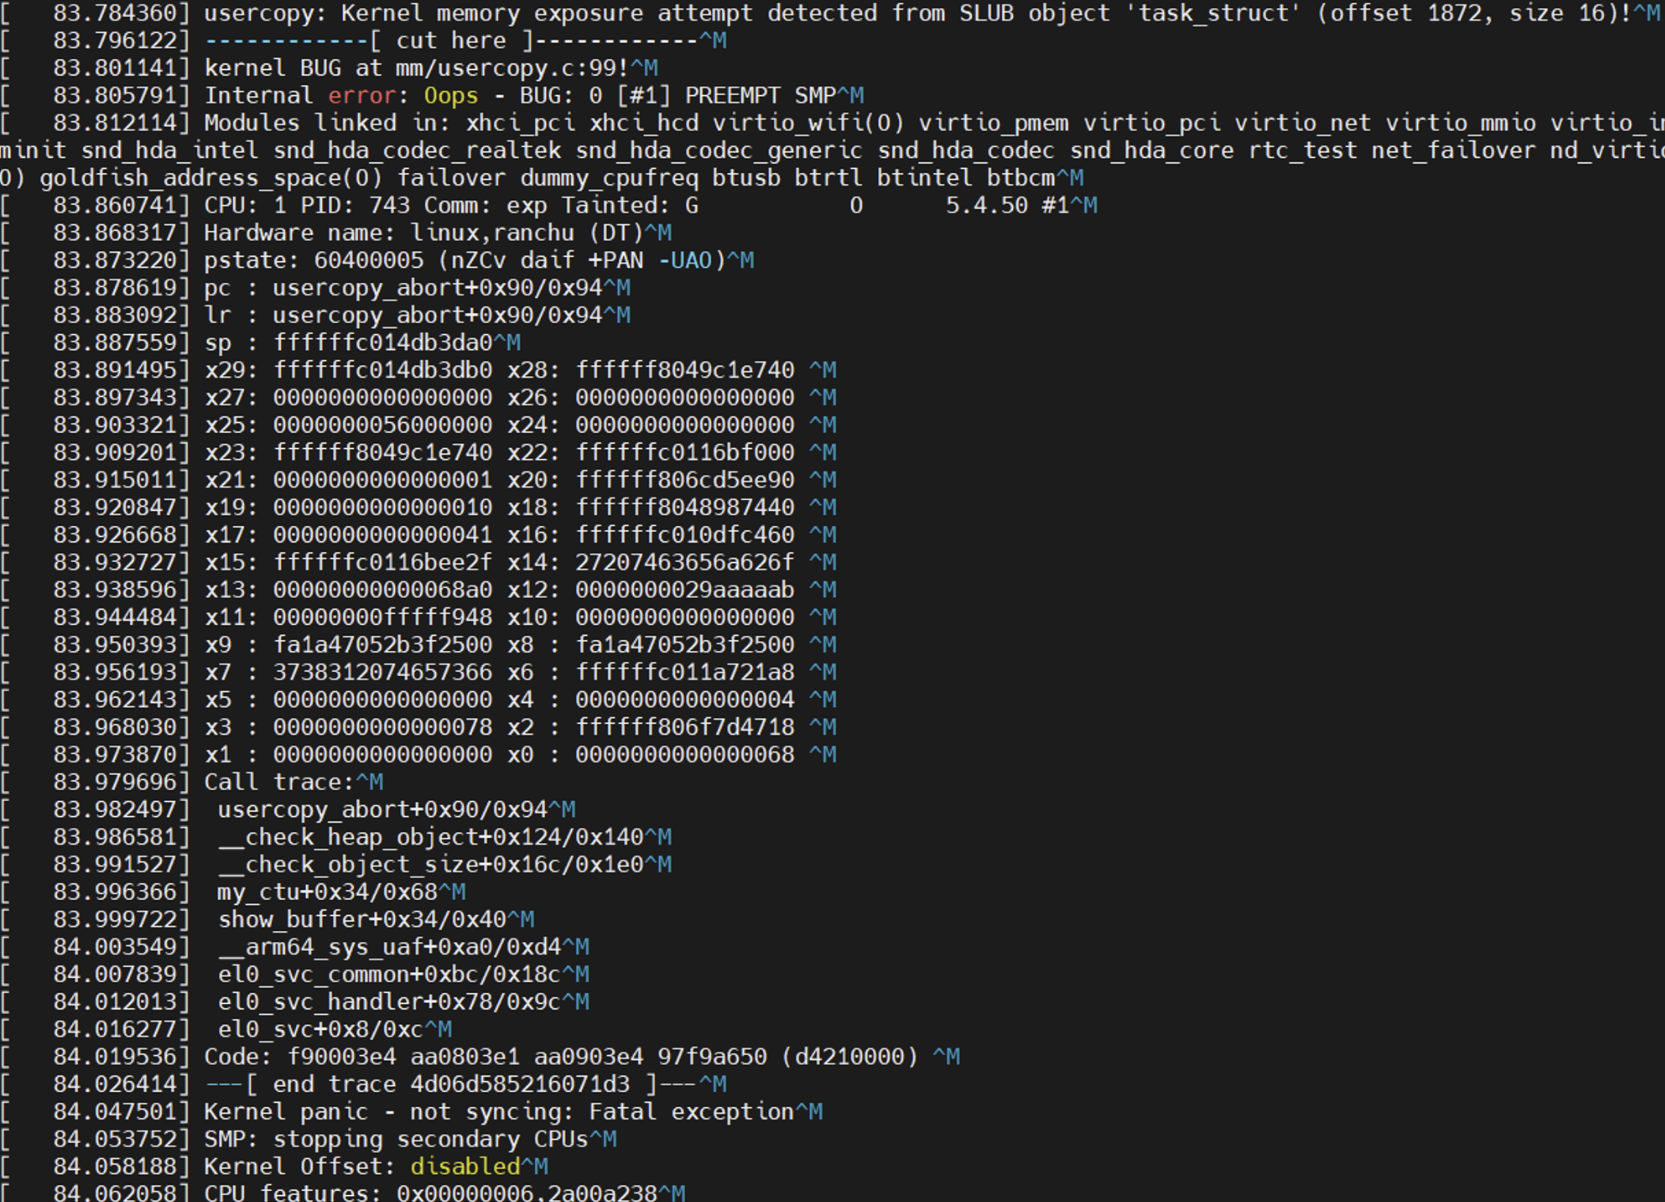 [   83.784360] usercopy: Kernel memory exposure attempt detected from SLUB object 'task_struct' (offset 1872, size 16)!^M
[   83.796122] ------------[ cut here ]------------^M
[   83.801141] kernel BUG at mm/usercopy.c:99!^M
[   83.805791] Internal error: Oops - BUG: 0 [#1] PREEMPT SMP^M
[   83.812114] Modules linked in: xhci_pci xhci_hcd virtio_wifi(O) virtio_pmem virtio_pci virtio_net virtio_mmio virtio_in
minit snd_hda_intel snd_hda_codec_realtek snd_hda_codec_generic snd_hda_codec snd_hda_core rtc_test net_failover nd_virtio
O) goldfish_address_space(O) failover dummy_cpufreq btusb btrtl btintel btbcm^M
[   83.860741] CPU: 1 PID: 743 Comm: exp Tainted: G           O      5.4.50 #1^M
[   83.868317] Hardware name: linux,ranchu (DT)^M
[   83.873220] pstate: 60400005 (nZCv daif +PAN -UAO)^M
[   83.878619] pc : usercopy_abort+0x90/0x94^M
[   83.883092] lr : usercopy_abort+0x90/0x94^M
[   83.887559] sp : ffffffc014db3da0^M
[   83.891495] x29: ffffffc014db3db0 x28: ffffff8049c1e740 ^M
[   83.897343] x27: 0000000000000000 x26: 0000000000000000 ^M
[   83.903321] x25: 0000000056000000 x24: 0000000000000000 ^M
[   83.909201] x23: ffffff8049c1e740 x22: ffffffc0116bf000 ^M
[   83.915011] x21: 0000000000000001 x20: ffffff806cd5ee90 ^M
[   83.920847] x19: 0000000000000010 x18: ffffff8048987440 ^M
[   83.926668] x17: 0000000000000041 x16: ffffffc010dfc460 ^M
[   83.932727] x15: ffffffc0116bee2f x14: 27207463656a626f ^M
[   83.938596] x13: 00000000000068a0 x12: 0000000029aaaaab ^M
[   83.944484] x11: 00000000fffff948 x10: 0000000000000000 ^M
[   83.950393] x9 : fa1a47052b3f2500 x8 : fa1a47052b3f2500 ^M
[   83.956193] x7 : 3738312074657366 x6 : ffffffc011a721a8 ^M
[   83.962143] x5 : 0000000000000000 x4 : 0000000000000004 ^M
[   83.968030] x3 : 0000000000000078 x2 : ffffff806f7d4718 ^M
[   83.973870] x1 : 0000000000000000 x0 : 0000000000000068 ^M
[   83.979696] Call trace:^M
[   83.982497]  usercopy_abort+0x90/0x94^M
[   83.986581]  __check_heap_object+0x124/0x140^M
[   83.991527]  __check_object_size+0x16c/0x1e0^M
[   83.996366]  my_ctu+0x34/0x68^M
[   83.999722]  show_buffer+0x34/0x40^M
[   84.003549]  __arm64_sys_uaf+0xa0/0xd4^M
[   84.007839]  el0_svc_common+0xbc/0x18c^M
[   84.012013]  el0_svc_handler+0x78/0x9c^M
[   84.016277]  el0_svc+0x8/0xc^M
[   84.019536] Code: f90003e4 aa0803e1 aa0903e4 97f9a650 (d4210000) ^M
[   84.026414] ---[ end trace 4d06d585216071d3 ]---^M
[   84.047501] Kernel panic - not syncing: Fatal exception^M
[   84.053752] SMP: stopping secondary CPUs^M
[   84.058188] Kernel Offset: disabled^M
[   84.062058] CPU features: 0x00000006,2a00a238^M